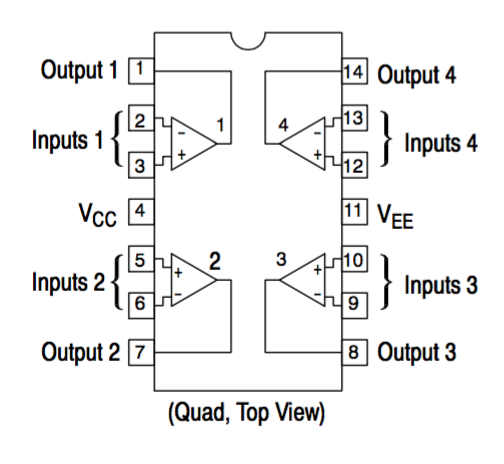 Output 1 1 14 Output 4
Inputs 1 { 2 - 1 4 - 13 } Inputs 4
3 + + 12
VCC 4 11 VEE
Inputs 2 { 5 + 2 3 + 10 } Inputs 3
6 - - 9
Output 2 7 8 Output 3
(Quad, Top View)